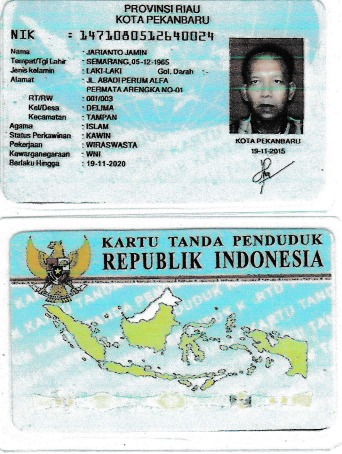 PROVINSI RIAU
KOTA PEKANBARU
NIK : 1471080512640024
Nama : JARIANTO JAMIN
Tempat/Tgl Lahir : SEMARANG, 05-12-1965
Jenis kelamin : LAKI-LAKI Gol. Darah : -
Alamat : JL. ABADI PERUM ALFA
PERMATA ARENGKA NO-01
RT/RW : 001/003
Kel/Desa : DELIMA
Kecamatan : TAMPAN
Agama : ISLAM
Status Perkawinan : KAWIN
Pekerjaan : WIRASWASTA
Kewarganegaraan : WNI
Berlaku Hingga : 19-11-2020
KOTA PEKANBARU
19-11-2015
KARTU TANDA PENDUDUK
REPUBLIK INDONESIA